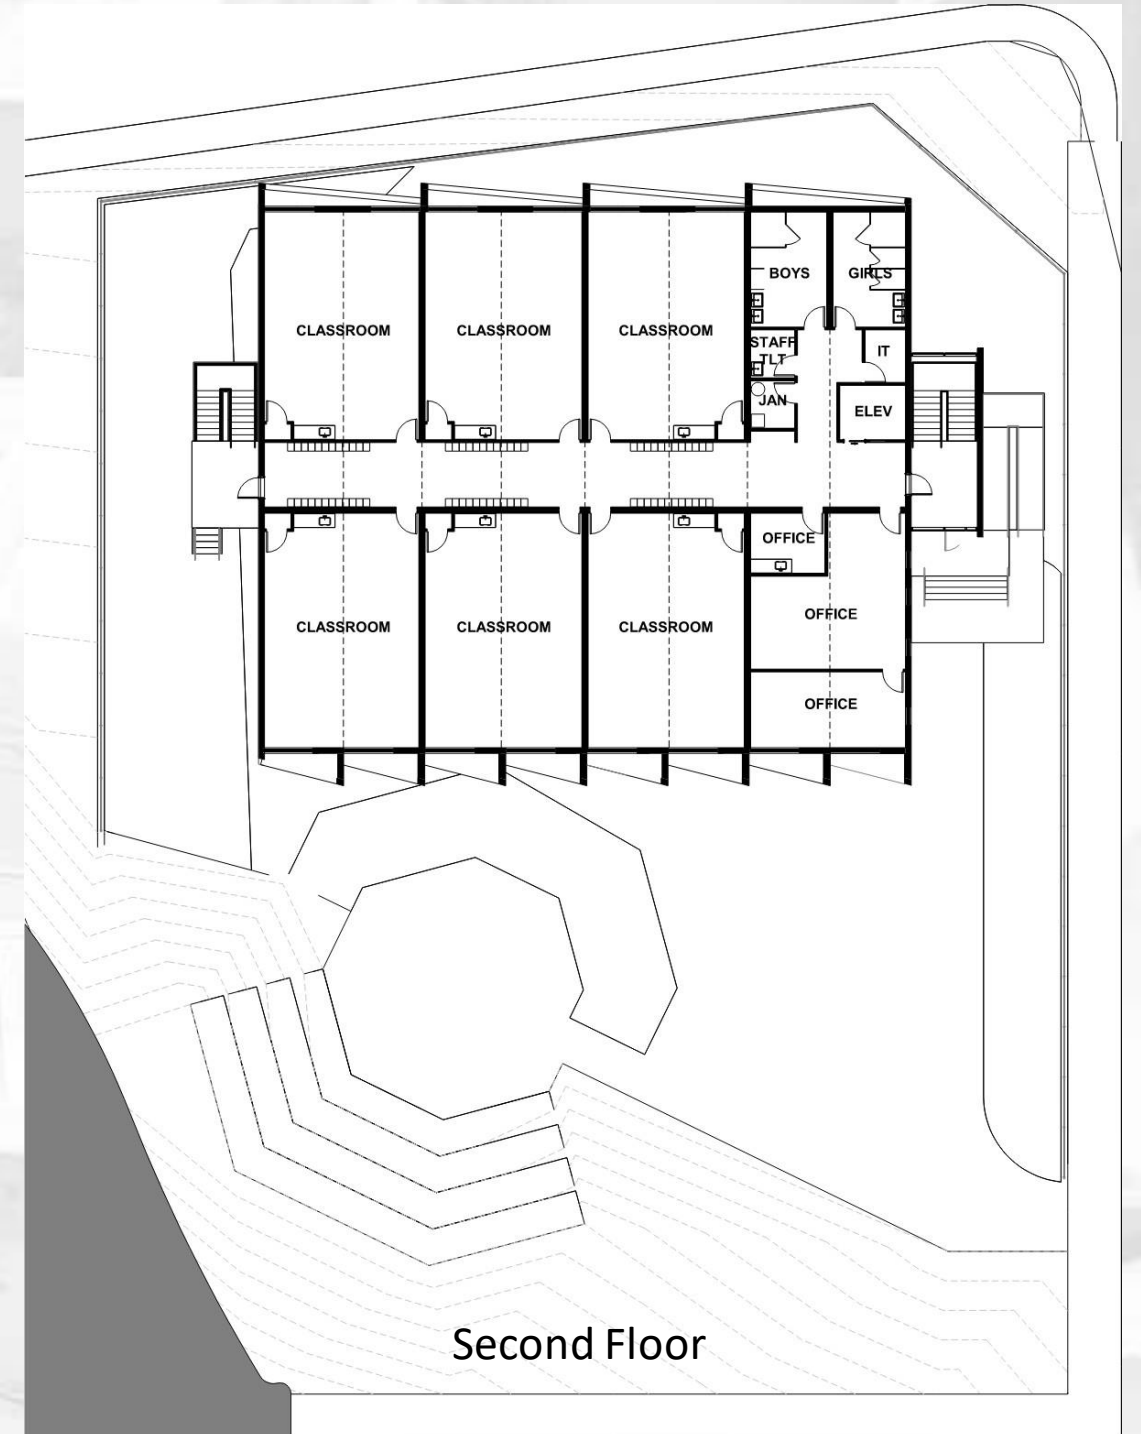 BOYS
GIRLS
CLASSROOM
CLASSROOM
CLASSROOM
STAFF
TLT
IT
JAN
ELEV
OFFICE
OFFICE
CLASSROOM
CLASSROOM
CLASSROOM
OFFICE
Second Floor